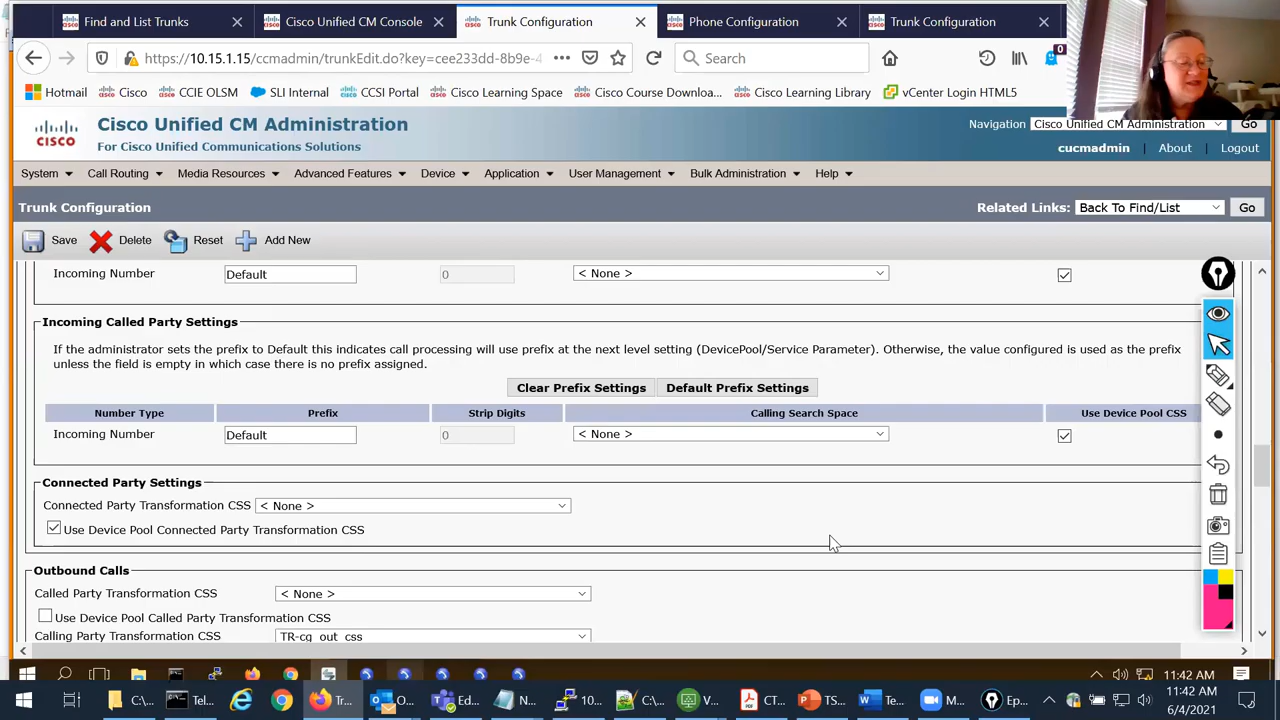 Find and List Trunks
Cisco Unified CM Console
Trunk Configuration
Phone Configuration
Trunk Configuration
https://10.15.1.15/ccmadmin/trunkEdit.do?key=cee233dd-8b9e-4
Search
0
Hotmail
Cisco
CCIE OLSM
SLI Internal
CCSI Portal
Cisco Learning Space
Cisco Course Downloa...
Cisco Learning Library
vCenter Login HTML5
CISCO
Cisco Unified CM Administration
For Cisco Unified Communications Solutions
Navigation Cisco Unified CM Administration Go
cucmadmin | About | Logout
System Call Routing Media Resources Advanced Features Device Application User Management Bulk Administration Help
Trunk Configuration
Related Links: Back To Find/List Go
Save Delete Reset Add New
Incoming Number Default 0 < None >
Incoming Called Party Settings
If the administrator sets the prefix to Default this indicates call processing will use prefix at the next level setting (DevicePool/Service Parameter). Otherwise, the value configured is used as the prefix
unless the field is empty in which case there is no prefix assigned.
Clear Prefix Settings Default Prefix Settings
Number Type Prefix Strip Digits Calling Search Space Use Device Pool CSS
Incoming Number Default 0 < None >
Connected Party Settings
Connected Party Transformation CSS < None >
Use Device Pool Connected Party Transformation CSS
Outbound Calls
Called Party Transformation CSS < None >
Use Device Pool Called Party Transformation CSS
Calling Party Transformation CSS TR-cg_out_css
11:42 AM
C:\...
Tel...
Tr...
O...
Ed...
N...
10...
C:\...
V...
CT...
TS...
Te...
M...
Ep...
11:42 AM
6/4/2021